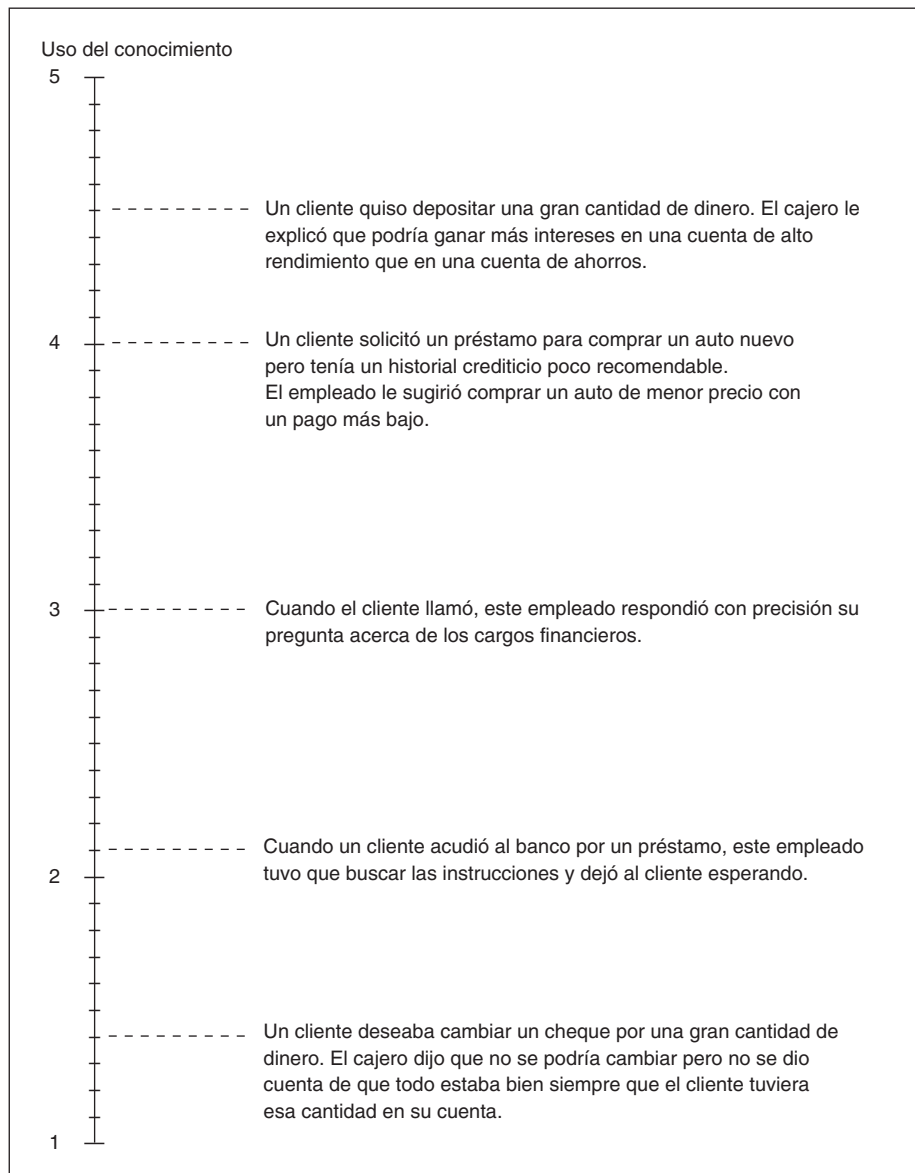 Uso del conocimiento
5
Un cliente quiso depositar una gran cantidad de dinero. El cajero le
explicó que podría ganar más intereses en una cuenta de alto
rendimiento que en una cuenta de ahorros.
4
Un cliente solicitó un préstamo para comprar un auto nuevo
pero tenía un historial crediticio poco recomendable.
El empleado le sugirió comprar un auto de menor precio con
un pago más bajo.
3
Cuando el cliente llamó, este empleado respondió con precisión su
pregunta acerca de los cargos financieros.
Cuando un cliente acudió al banco por un préstamo, este empleado
tuvo que buscar las instrucciones y dejó al cliente esperando.
2
Un cliente deseaba cambiar un cheque por una gran cantidad de
dinero. El cajero dijo que no se podría cambiar pero no se dio
cuenta de que todo estaba bien siempre que el cliente tuviera
esa cantidad en su cuenta.
1